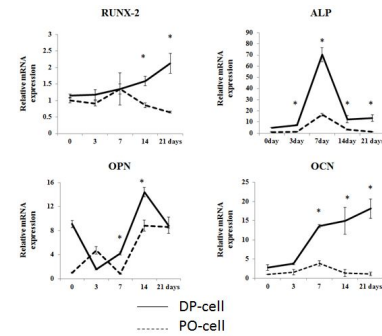 RUNX-2
Relative mRNA
expression
3
2.5
2
1.5
1
0.5
0
*
*
0 3 7 14 21 days
ALP
Relative mRNA
expression
90
80
70
60
50
40
30
20
10
0
*
*
*
*
0day 3day 7day 14day 21 days
OPN
Relative mRNA
expression
16
12
8
4
0
*
*
0 3 7 14 21 days
OCN
Relative mRNA
expression
25
20
15
10
5
0
*
*
*
0 3 7 14 21 days
DP-cell
PO-cell